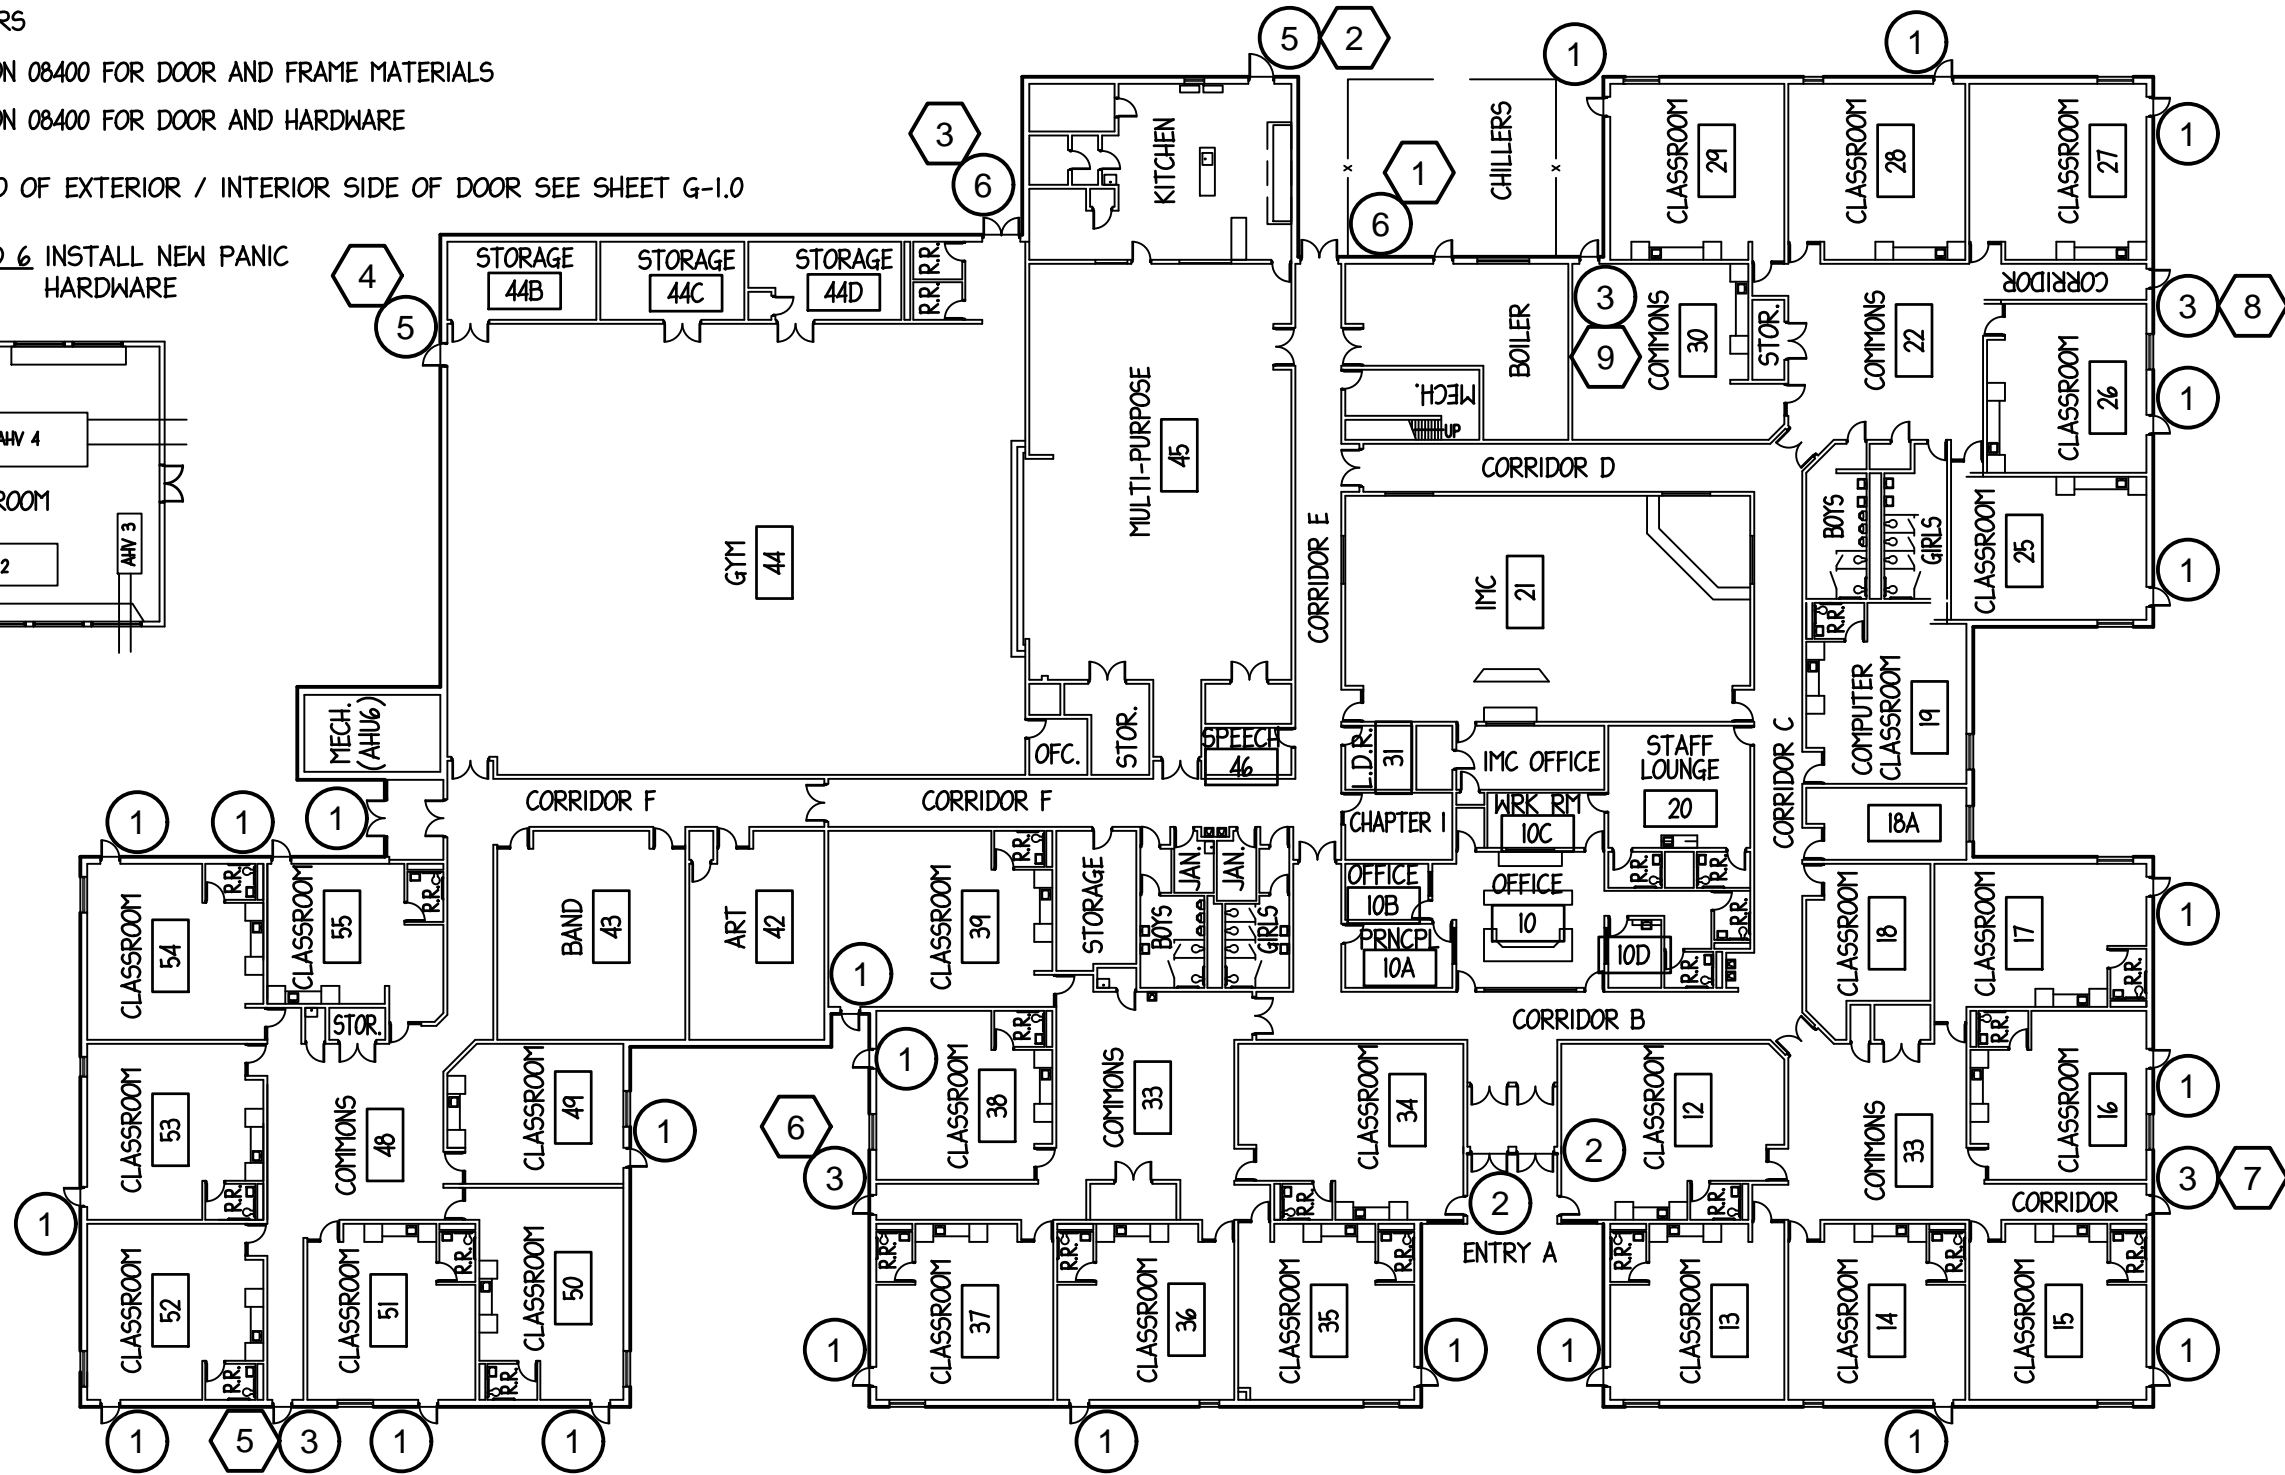 RS
ON 08400 FOR DOOR AND FRAME MATERIALS
ON 08400 FOR DOOR AND HARDWARE
D OF EXTERIOR / INTERIOR SIDE OF DOOR SEE SHEET G-1.0
D 6 INSTALL NEW PANIC
HARDWARE
AHV 4
ROOM
AHV 3
2
5
2
1
1
3
6
1
6
1
4
5
3
9
3
8
1
1
KITCHEN
CHILLERS
x
x
CLASSROOM
29
CLASSROOM
28
CLASSROOM
27
STORAGE
44B
STORAGE
44C
STORAGE
44D
R.R.
R.R.
CORRIDOR
BOILER
MECH.
UP
COMMONS
30
STOR.
COMMONS
22
CLASSROOM
26
MULTI-PURPOSE
45
CORRIDOR D
BOYS
GIRLS
CLASSROOM
25
GYM
44
CORRIDOR E
IMC
21
R.R.
COMPUTER
CLASSROOM
19
MECH.
(AHU6)
OFC.
STOR.
SPEECH
46
L.D.R.
31
IMC OFFICE
STAFF
LOUNGE
20
CORRIDOR C
18A
CORRIDOR F
CORRIDOR F
CHAPTER 1
WRK RM
10C
1
1
1
CLASSROOM
54
R.R.
CLASSROOM
55
R.R.
BAND
43
ART
42
CLASSROOM
39
R.R.
STORAGE
JAN.
JAN.
BOYS
GIRLS
OFFICE
10B
OFFICE
10
R.R.
R.R.
R.R.
PRNCPL
10A
10D
R.R.
CLASSROOM
18
CLASSROOM
17
R.R.
1
STOR.
1
1
CORRIDOR B
CLASSROOM
53
R.R.
COMMONS
48
CLASSROOM
49
1
CLASSROOM
38
R.R.
COMMONS
33
CLASSROOM
34
R.R.
CLASSROOM
12
R.R.
2
2
COMMONS
33
R.R.
CLASSROOM
16
1
6
3
3
7
CORRIDOR
ENTRY A
1
CLASSROOM
52
R.R.
CLASSROOM
51
R.R.
CLASSROOM
50
R.R.
R.R.
CLASSROOM
37
R.R.
CLASSROOM
36
R.R.
CLASSROOM
35
R.R.
CLASSROOM
13
R.R.
CLASSROOM
14
R.R.
CLASSROOM
15
1
1
1
1
1
5
3
1
1
1
1